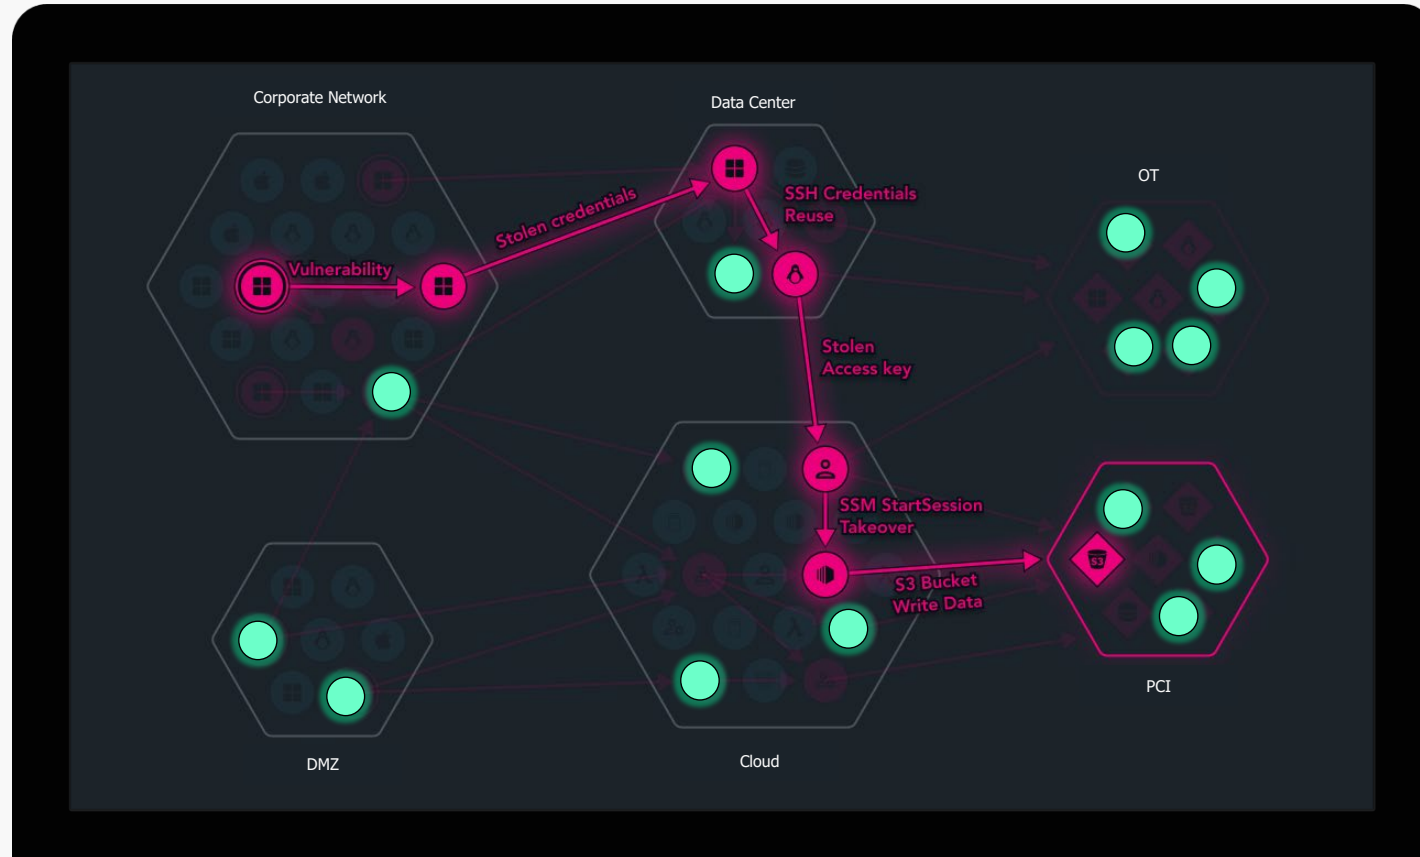 Corporate Network
Data Center
OT
Stolen credentials
SSH Credentials
Reuse
Vulnerability
Stolen
Access key
SSM StartSession
Takeover
S3
S3 Bucket
Write Data
PCI
DMZ
Cloud